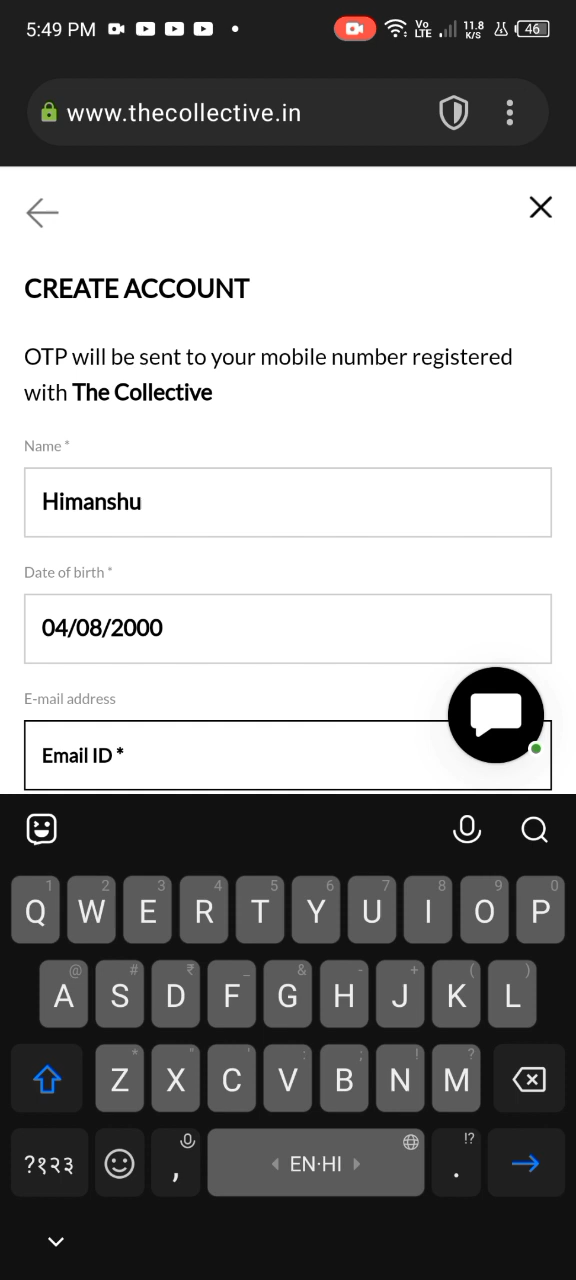 5:49 PM
Vo
LTE
11.8
K/S
46
www.thecollective.in
CREATE ACCOUNT
OTP will be sent to your mobile number registered
with The Collective
Name *
Himanshu
Date of birth *
04/08/2000
E-mail address
Email ID *
1 2 3 4 5 6 7 8 9 0
Q W E R T Y U I O P
@ # ₹ _ & - + ( )
A S D F G H J K L
* " ' : ; ! ?
Z X C V B N M
?१२३ , EN·HI !? .